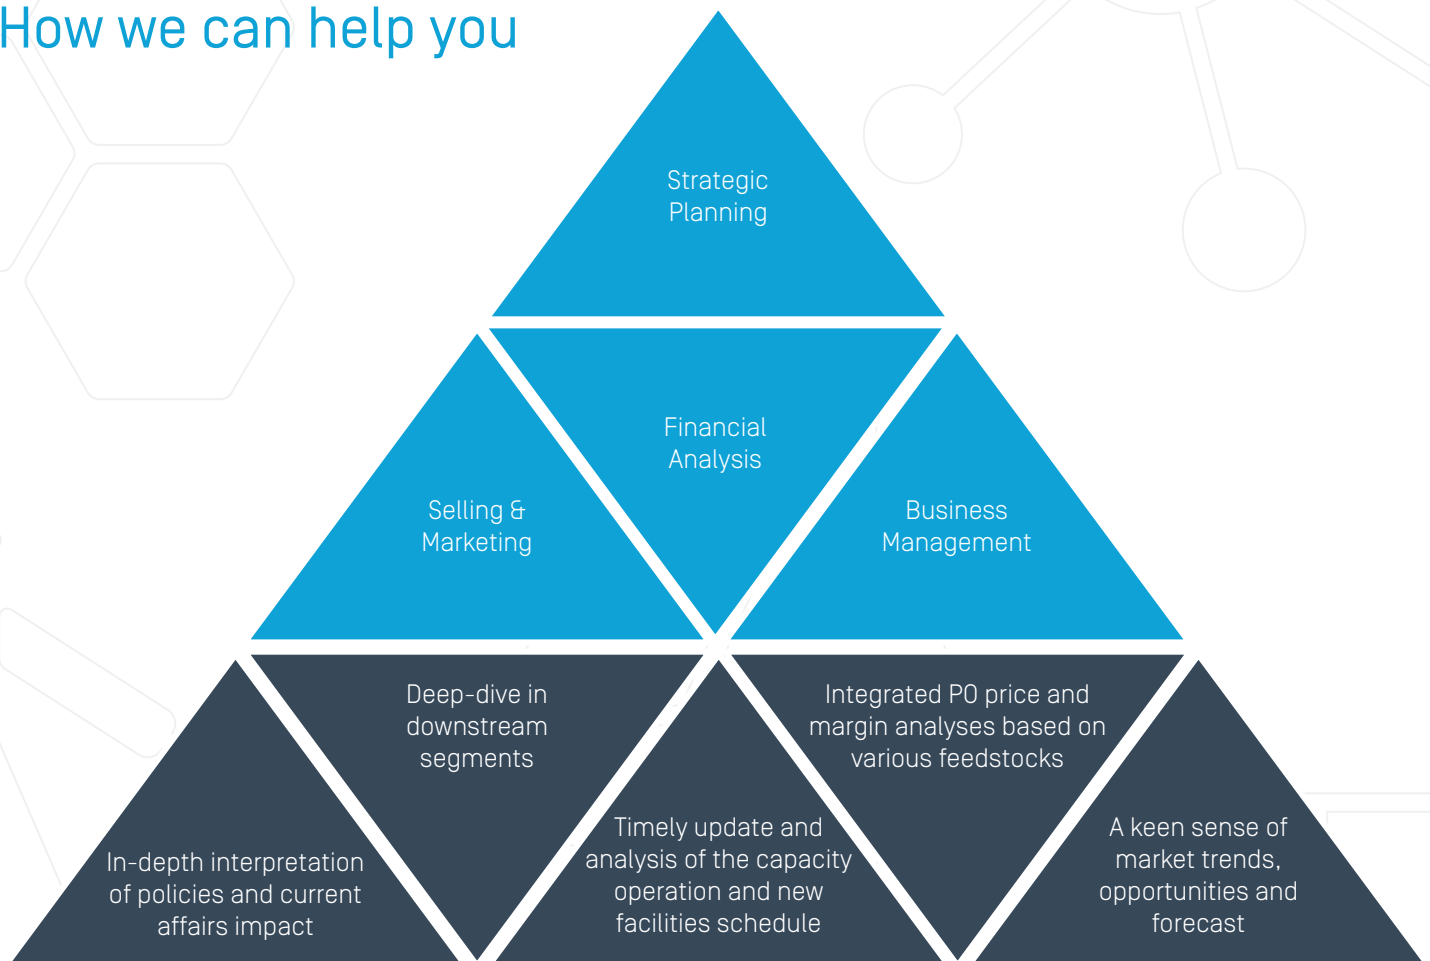 How we can help you
Strategic
Planning
Financial
Analysis
Selling &
Marketing
Business
Management
Deep-dive in
downstream
segments
Integrated PO price and
margin analyses based on
various feedstocks
In-depth interpretation
of policies and current
affairs impact
Timely update and
analysis of the capacity
operation and new
facilities schedule
A keen sense of
market trends,
opportunities and
forecast